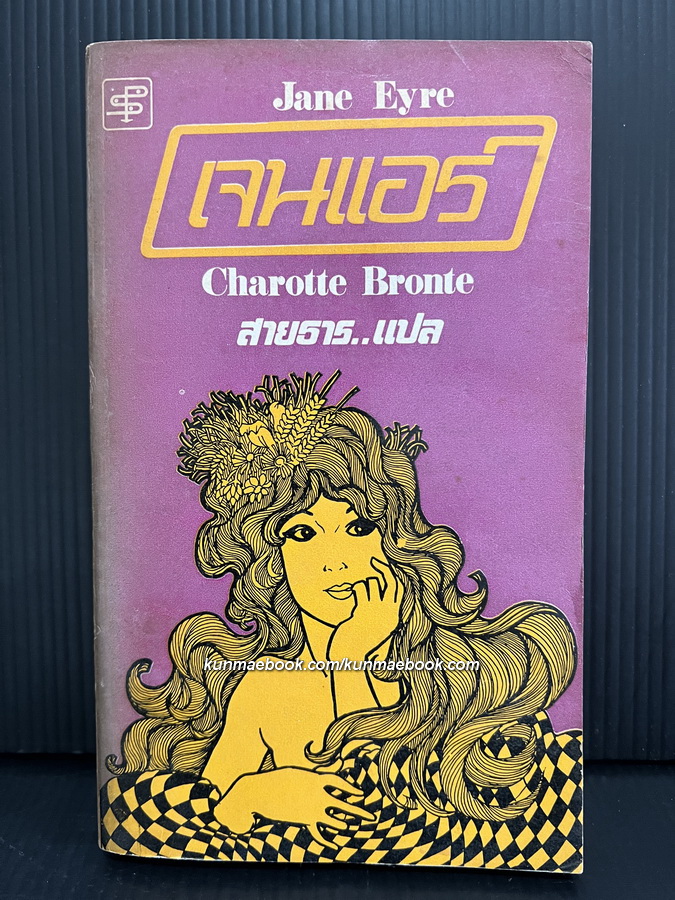 Jane Eyre
เจนแอร์
Charotte Bronte
สายธาร..แปล
kunmaebook.com/kunmaebook.com